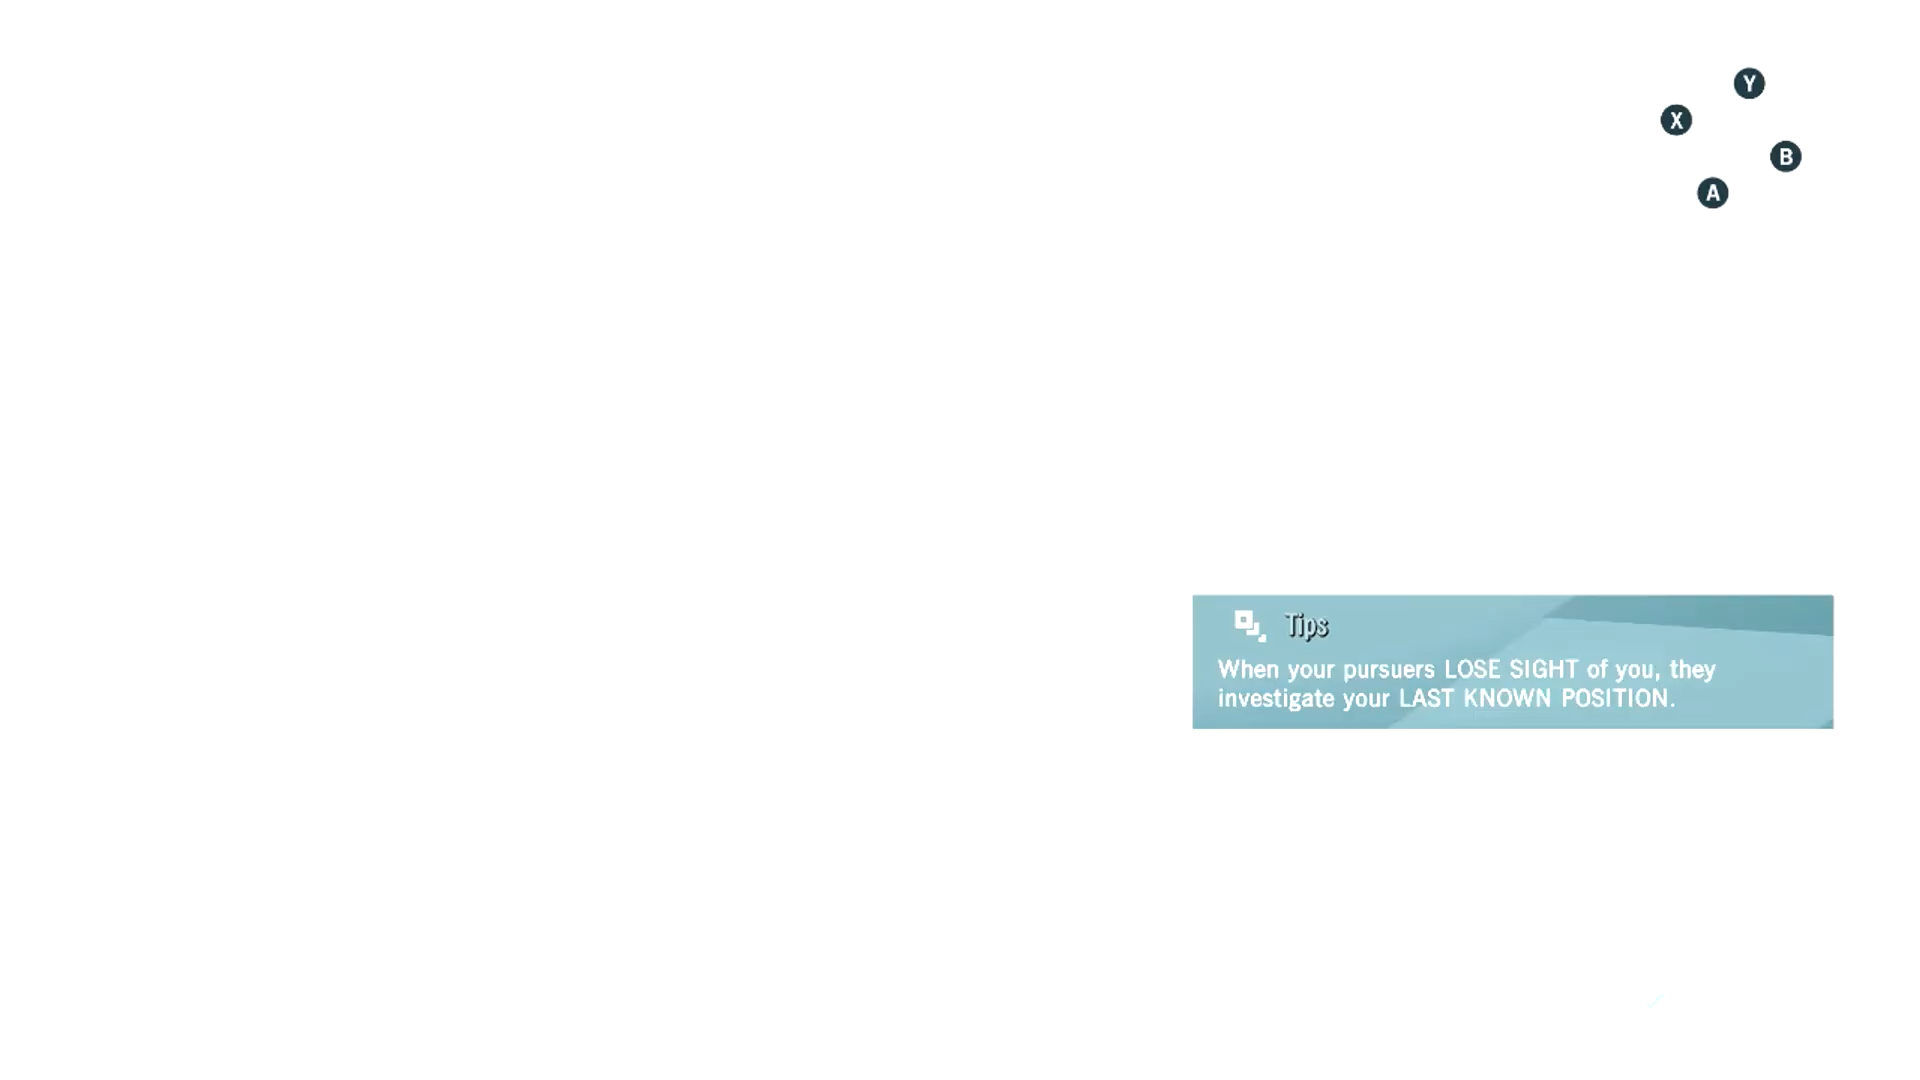 Y
X
B
A
Tips
When your pursuers LOSE SIGHT of you, they
investigate your LAST KNOWN POSITION.